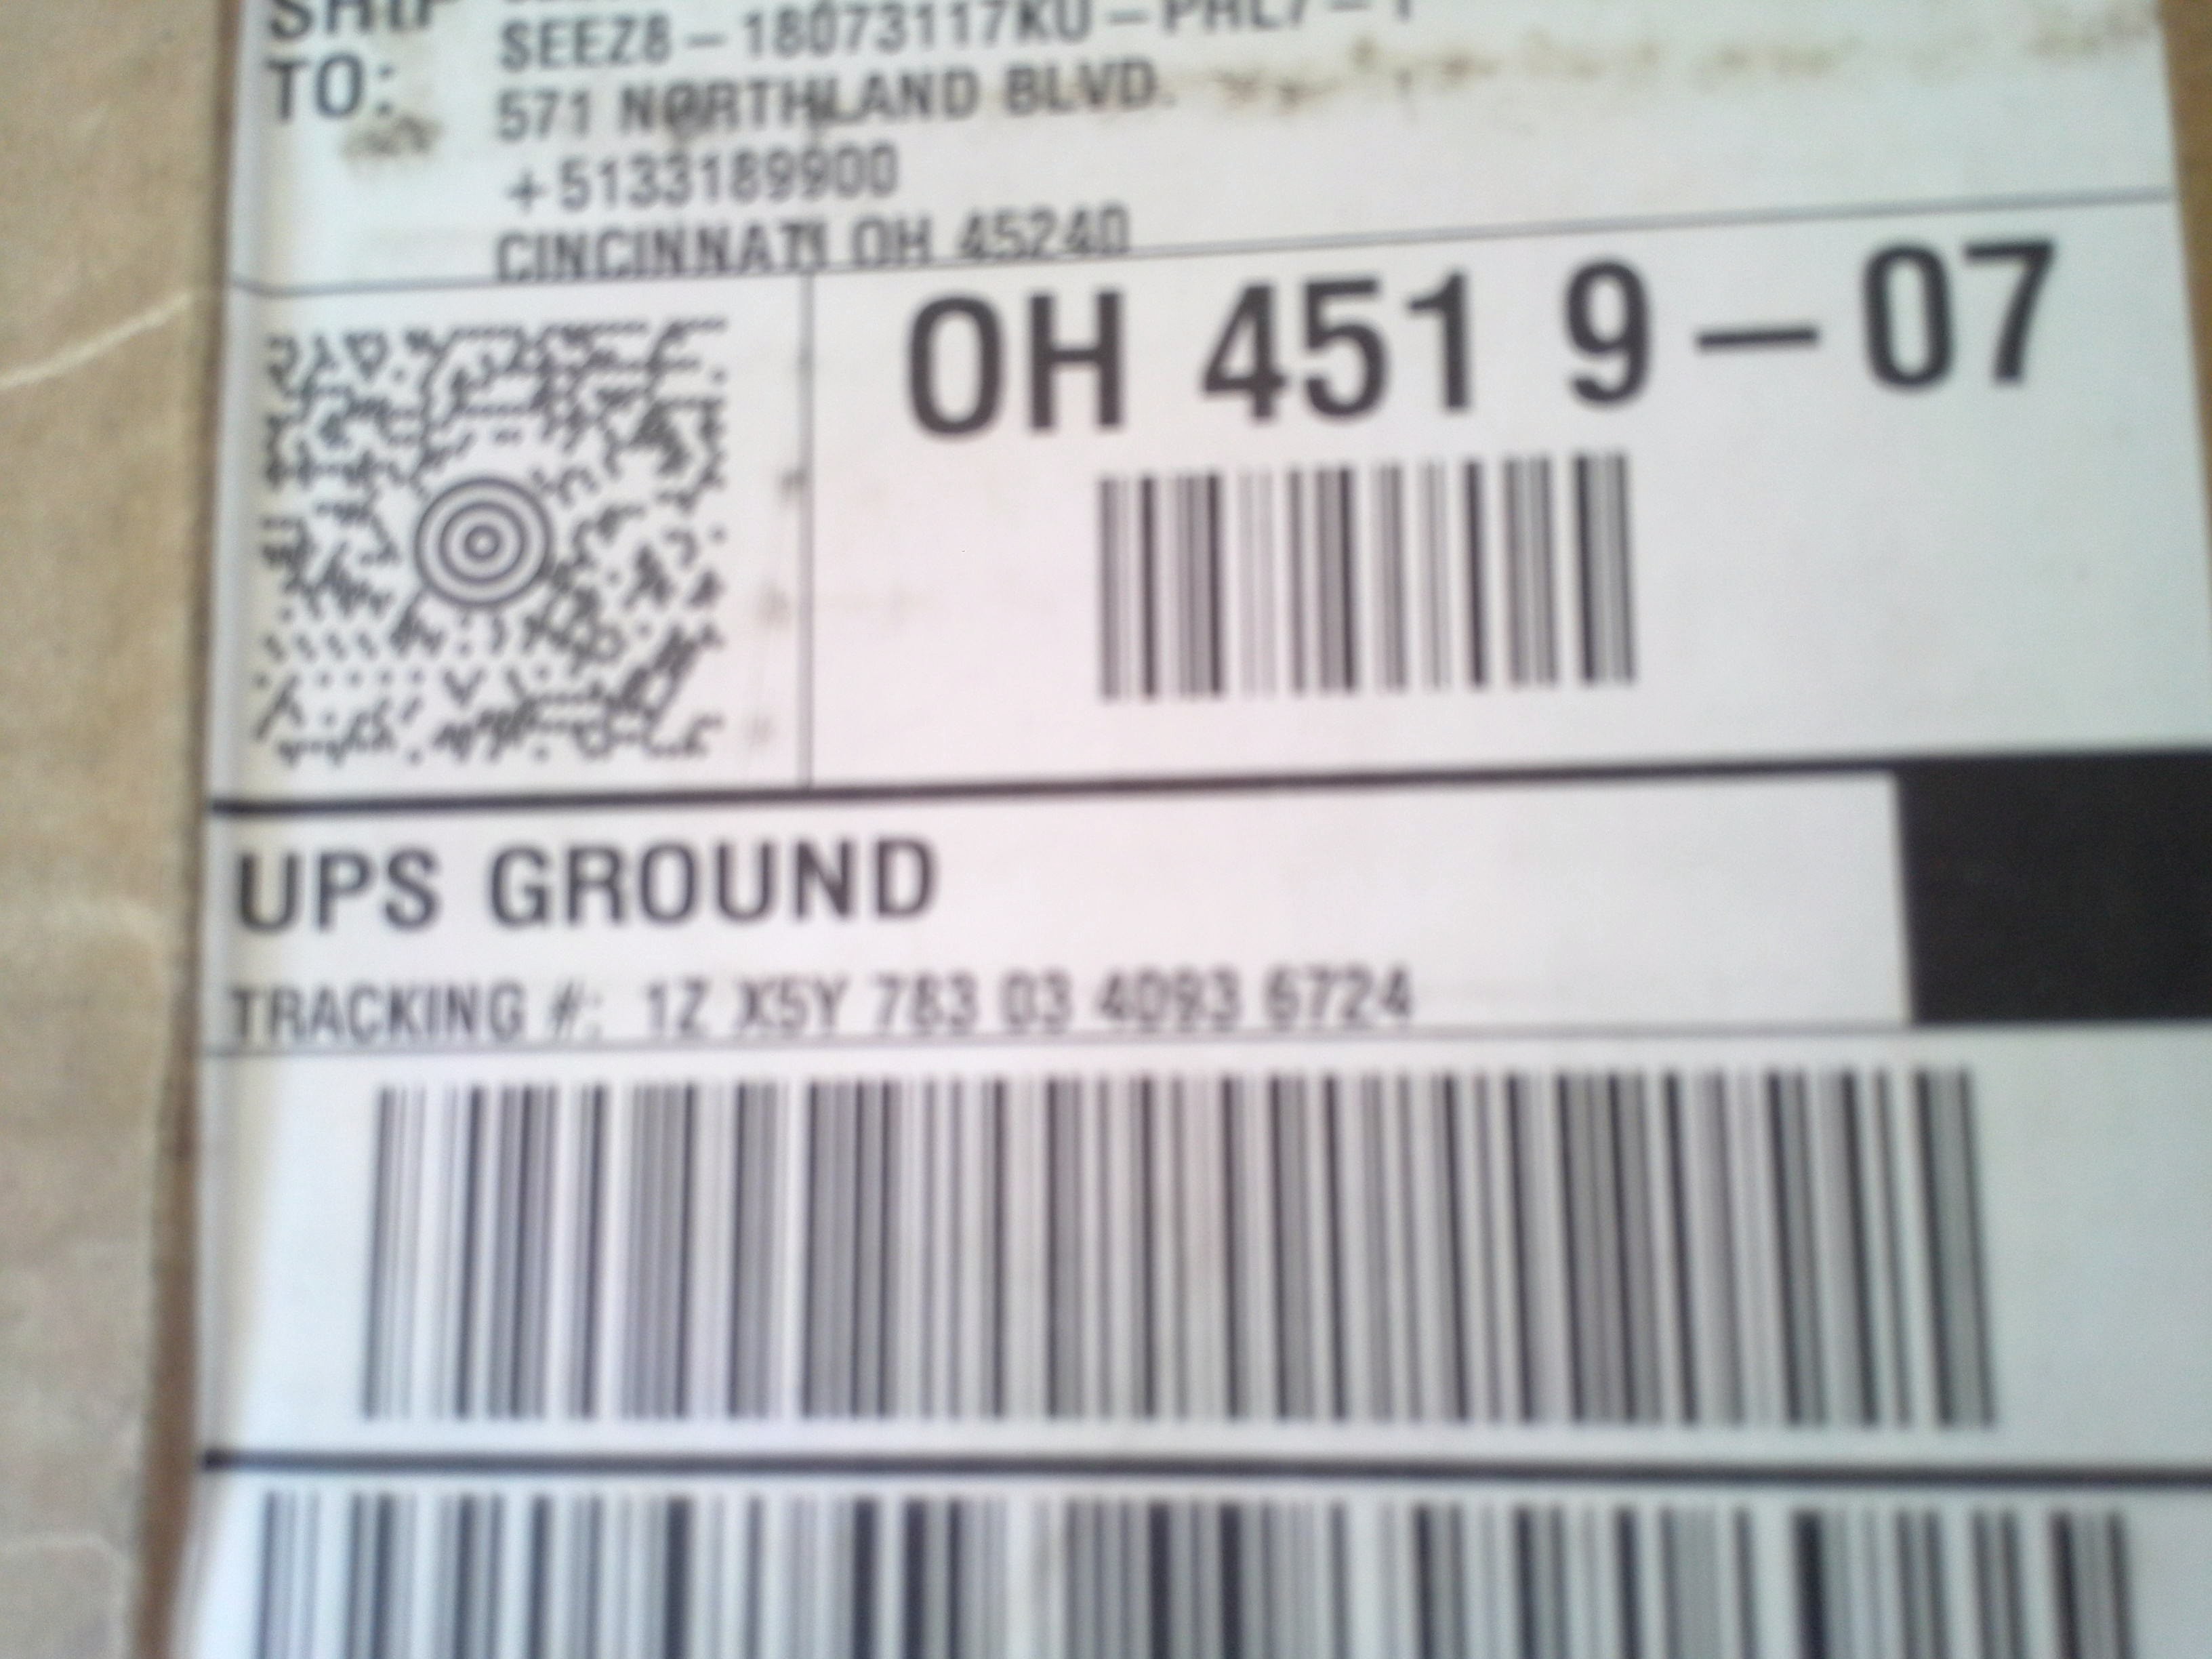 SHIP
TO:
SEEZ8-18073117KU-PHL7-1
571 NORTHLAND BLVD.
+5133189900
CINCINNATI OH 45240
OH 451 9-07
UPS GROUND
TRACKING #: 1Z X5Y 783 03 4093 6724